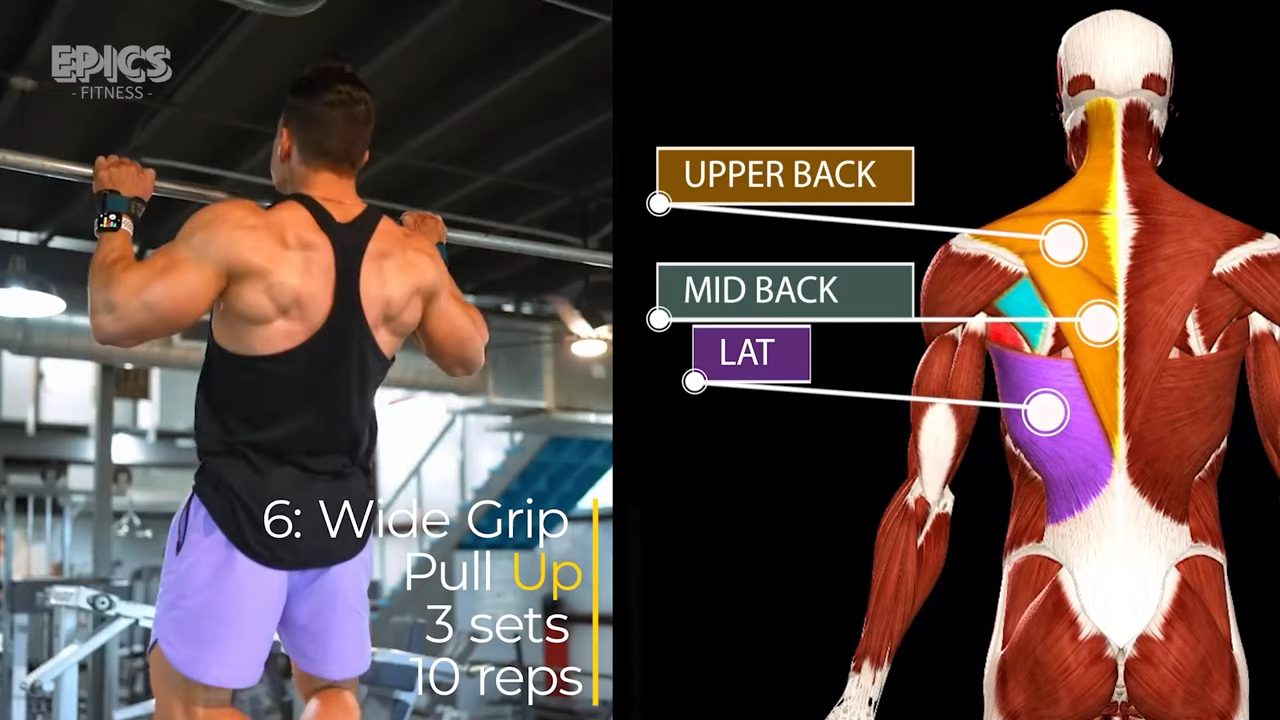 EPICS
- FITNESS -
6: Wide Grip
Pull Up
3 sets
10 reps
UPPER BACK
MID BACK
LAT